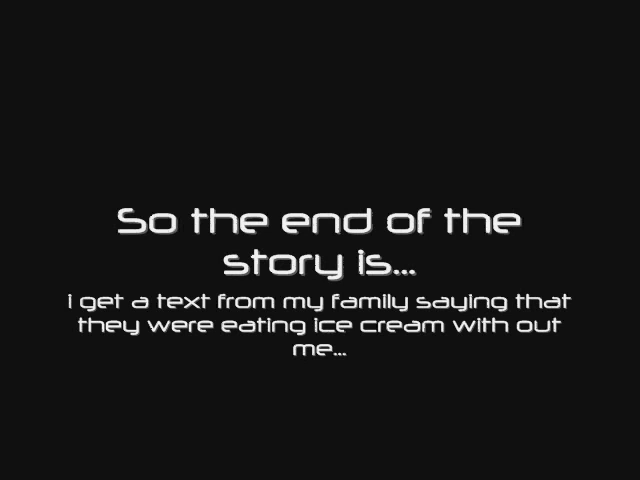 So the end of the
story is...
i get a text from my family saying that
they were eating ice cream with out
me...